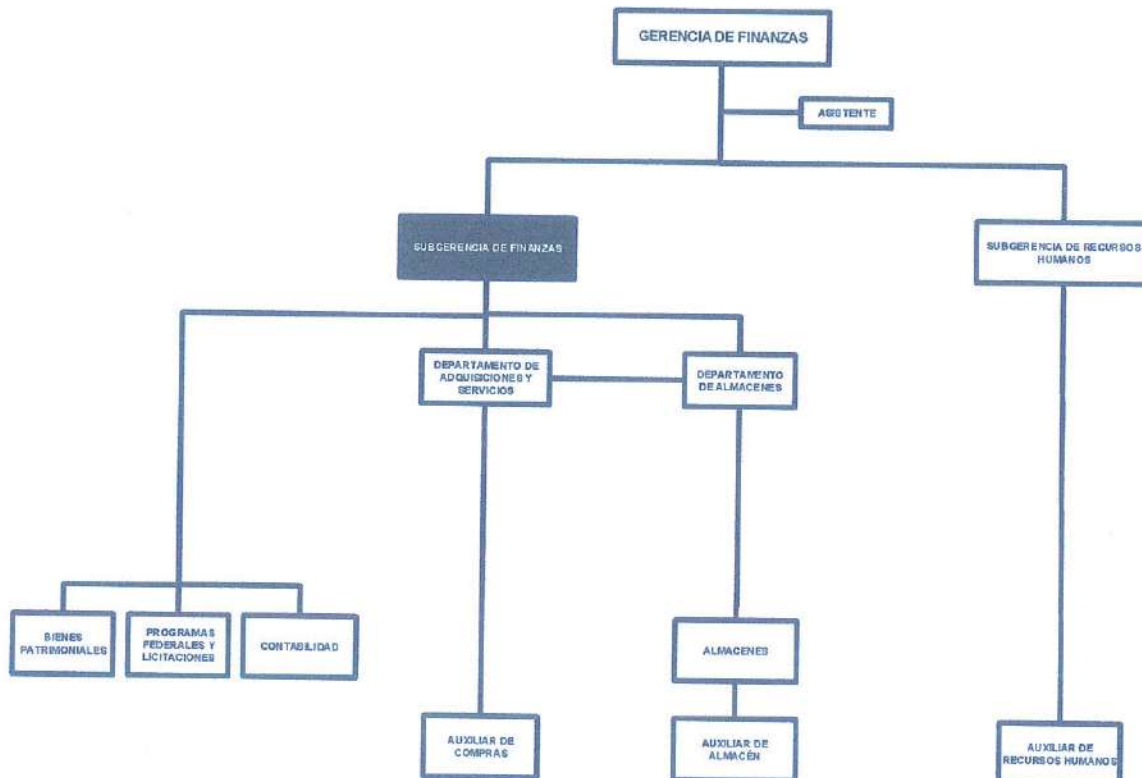 GERENCIA DE FINANZAS
ASISTENTE
SUBGERENCIA DE FINANZAS
SUBGERENCIA DE RECURSOS
HUMANOS
DEPARTAMENTO DE
ADQUISICIONES Y
SERVICIOS
DEPARTAMENTO
DE ALMACENES
BIENES
PATRIMONIALES
PROGRAMAS
FEDERALES Y
LICITACIONES
CONTABILIDAD
ALMACENES
AUXILIAR DE
COMPRAS
AUXILIAR DE
ALMACÉN
AUXILIAR DE
RECURSOS HUMANOS